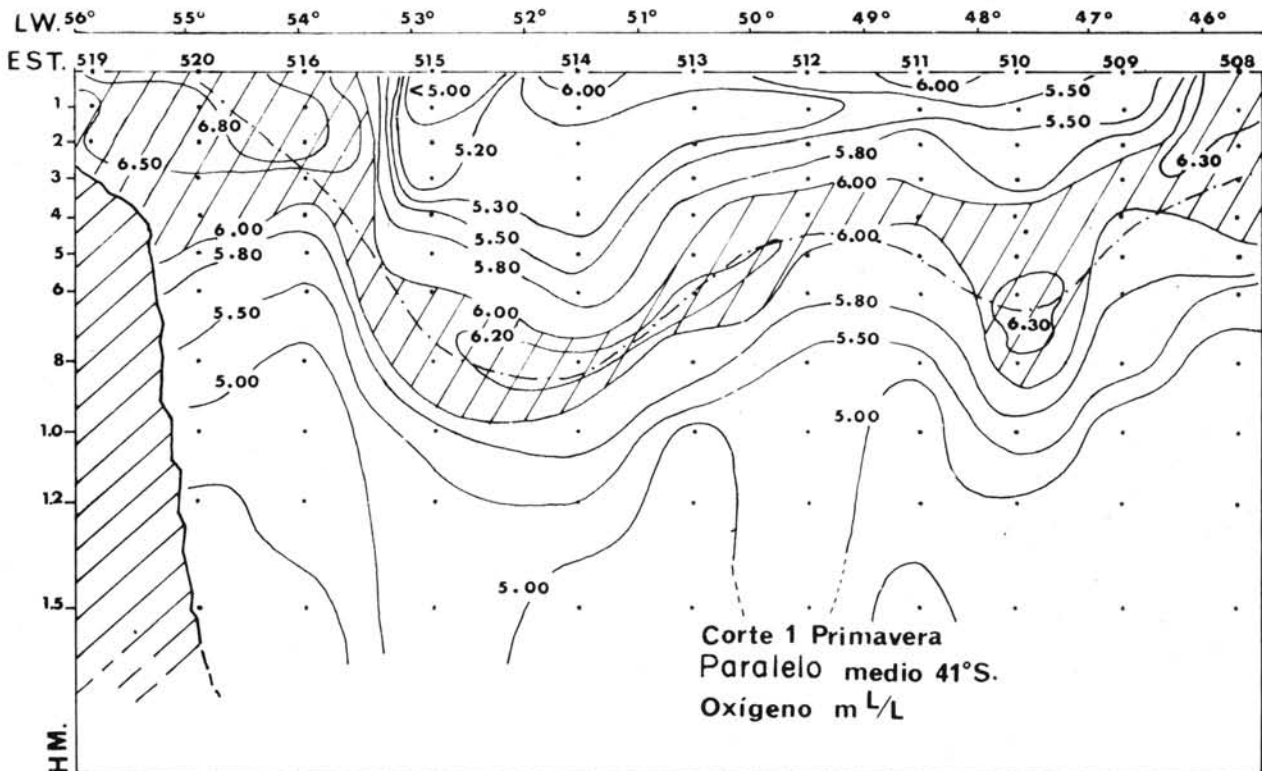 LW. 56° 55° 54° 53° 52° 51° 50° 49° 48° 47° 46°
EST. 519 520 516 515 514 513 512 511 510 509 508
<5.00 6.00 6.00 5.50
1
6.80 5.50
2
6.50 5.20 5.80 6.30
3
6.00
4
5.30
6.00 5.50 6.00
5
5.80 5.80
6
5.50 6.00 5.80 6.30
6.20 5.50
8
5.00
5.00
1.0
1.2
5.00
1.5
Corte 1 Primavera
Paralelo medio 41°S.
Oxígeno m L/L
HM.